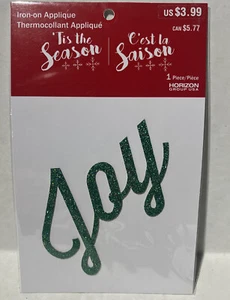 Iron-on Applique
Thermocollant Appliqué
US $3.99
CAN $5.77
'Tis the
Season
C'est la
Saison
1 Piece/Pièce
HORIZON
GROUP USA
Joy